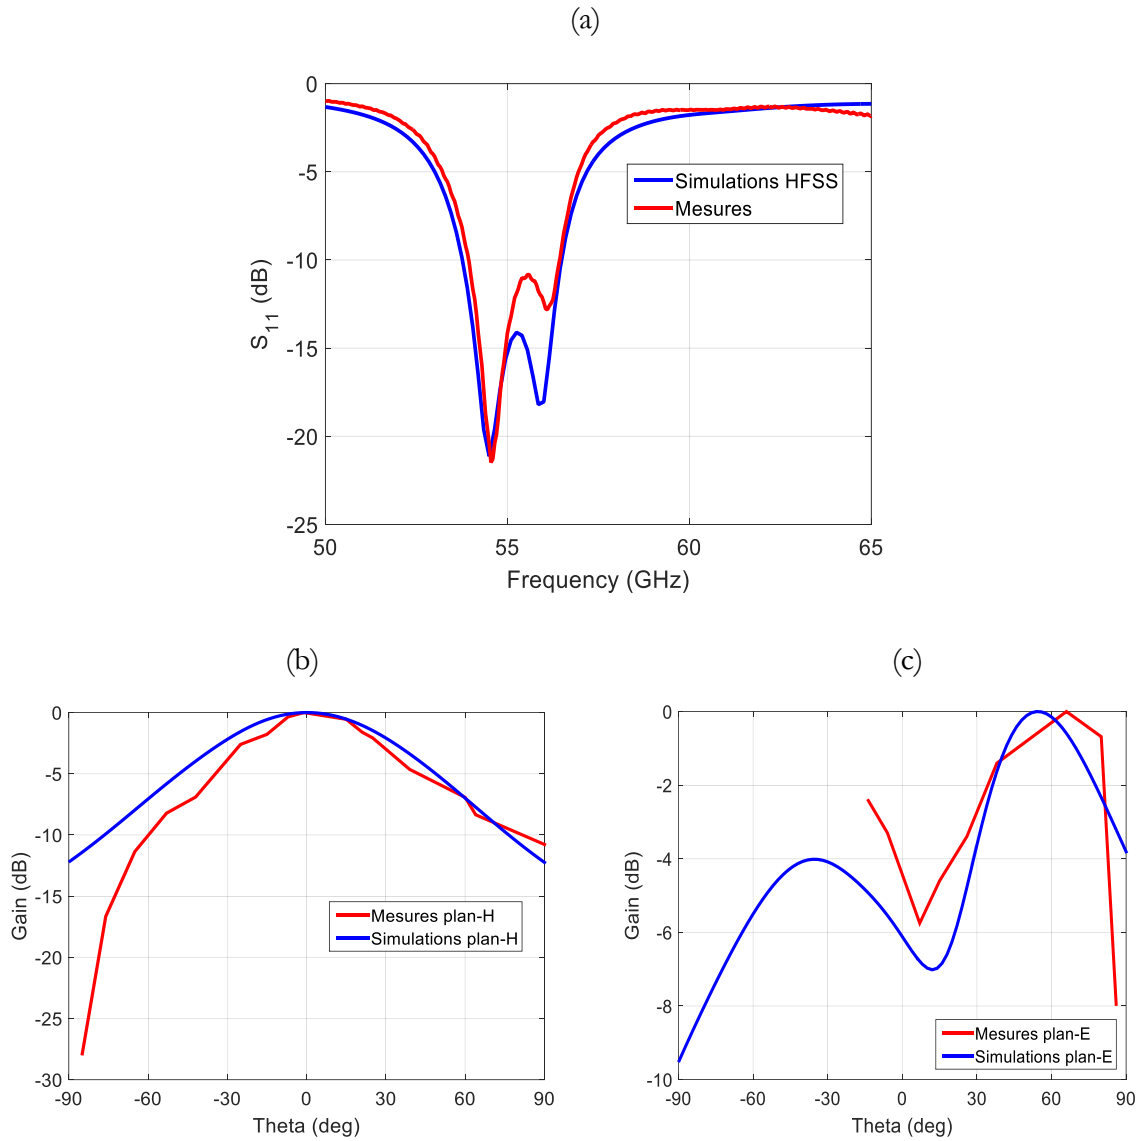 (a)
0
-5
-10
-15
-20
-25
S11 (dB)
Simulations HFSS
Mesures
50
55
60
65
Frequency (GHz)
(b)
0
-5
-10
-15
-20
-25
-30
Gain (dB)
Mesures plan-H
Simulations plan-H
-90
-60
-30
0
30
60
90
Theta (deg)
(c)
0
-2
-4
-6
-8
-10
Gain (dB)
Mesures plan-E
Simulations plan-E
-90
-60
-30
0
30
60
90
Theta (deg)